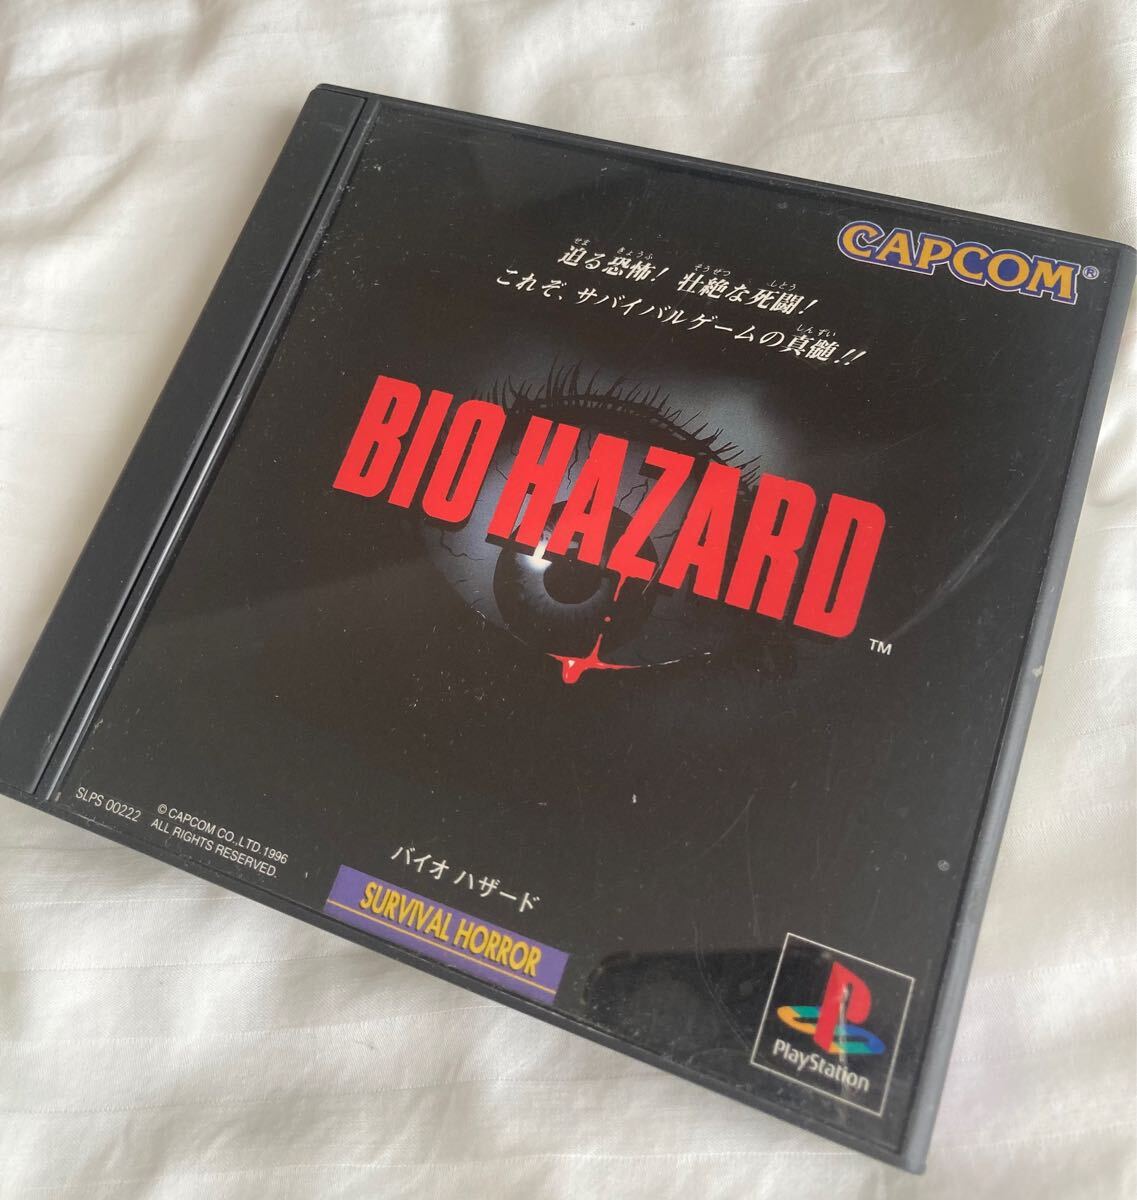 CAPCOM®
迫る恐怖！壮絶な死闘！
これぞ、サバイバルゲームの真髄!!
BIO HAZARD™
SLPS 00222
© CAPCOM CO.,LTD.1996
ALL RIGHTS RESERVED.
バイオ ハザード
SURVIVAL HORROR
PlayStation